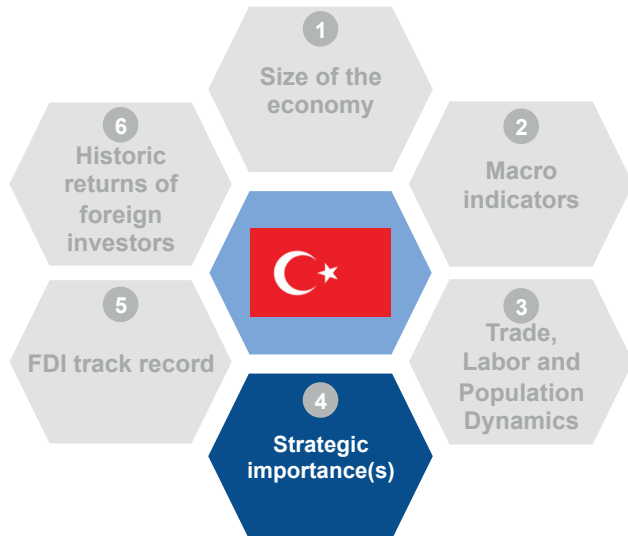 1
Size of the
economy
2
Macro
indicators
3
Trade,
Labor and
Population
Dynamics
4
Strategic
importance(s)
5
FDI track record
6
Historic
returns of
foreign
investors